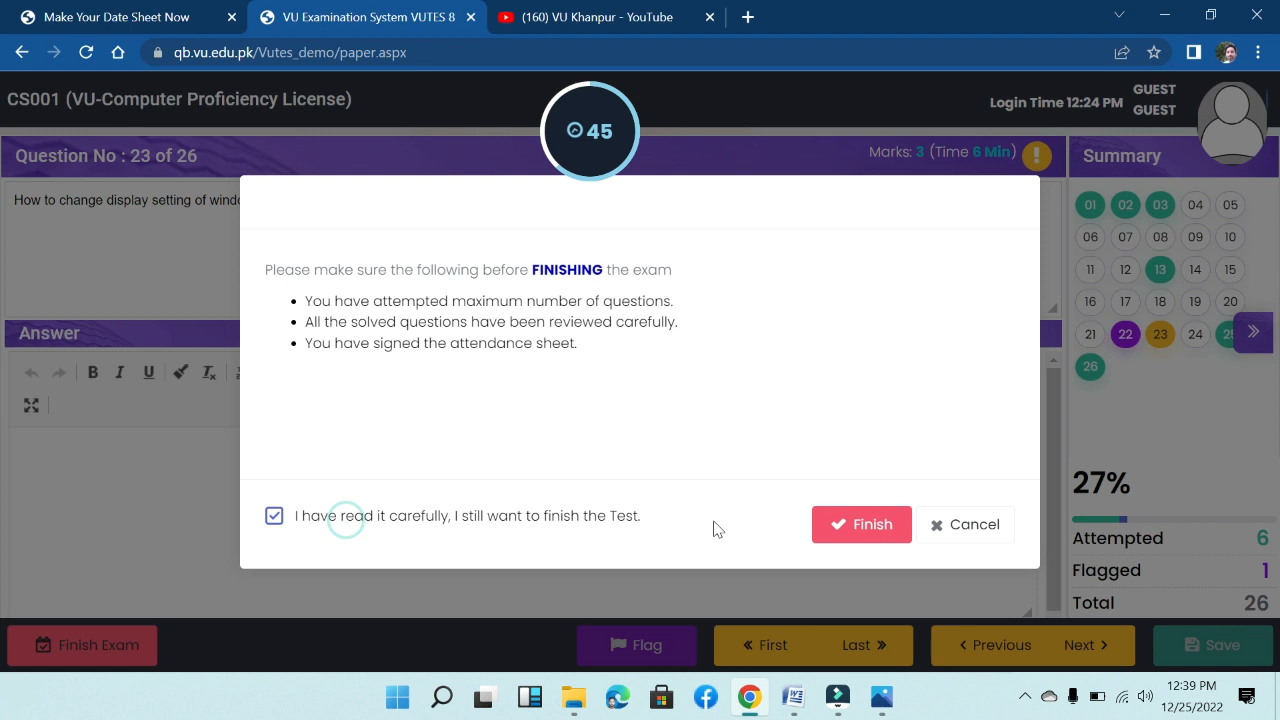 Make Your Date Sheet Now
VU Examination System VUTES 8
(160) VU Khanpur - YouTube
qb.vu.edu.pk/Vutes_demo/paper.aspx
CS001 (VU-Computer Proficiency License)
45
Login Time 12:24 PM
GUEST
GUEST
Question No : 23 of 26
Marks: 3 (Time 6 Min)
Summary
How to change display setting of windo
01 02 03 04 05
06 07 08 09 10
11 12 13 14 15
16 17 18 19 20
21 22 23 24 25
26
Please make sure the following before FINISHING the exam
• You have attempted maximum number of questions.
• All the solved questions have been reviewed carefully.
• You have signed the attendance sheet.
Answer
B I U
I have read it carefully, I still want to finish the Test.
Finish
Cancel
27%
Attempted 6
Flagged 1
Total 26
Finish Exam
Flag
First
Last
Previous
Next
Save
12:39 PM
12/25/2022